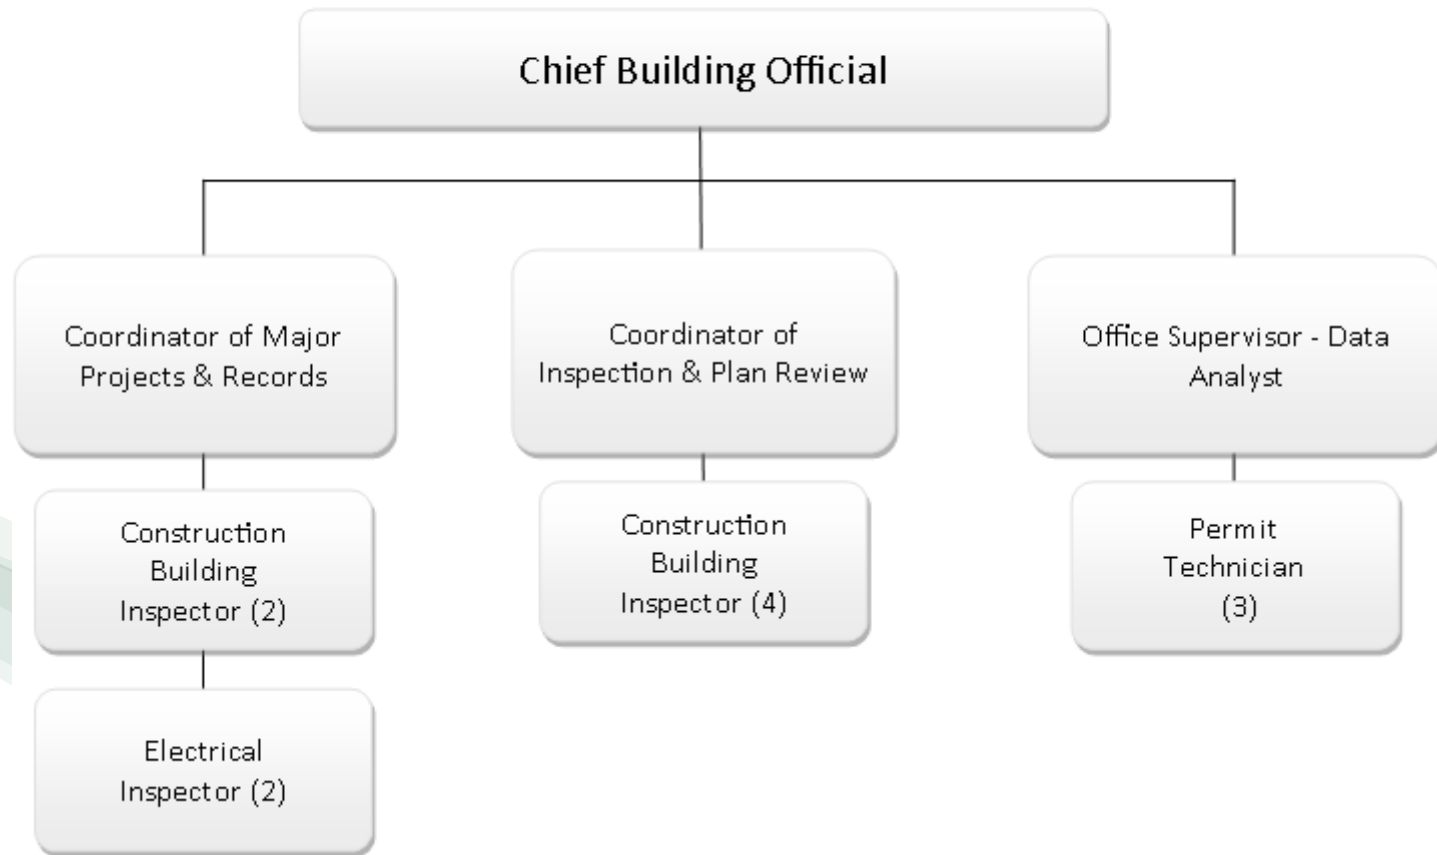 Chief Building Official
Coordinator of Major
Projects & Records
Coordinator of
Inspection & Plan Review
Office Supervisor - Data
Analyst
Construction
Building
Inspector (2)
Construction
Building
Inspector (4)
Permit
Technician
(3)
Electrical
Inspector (2)